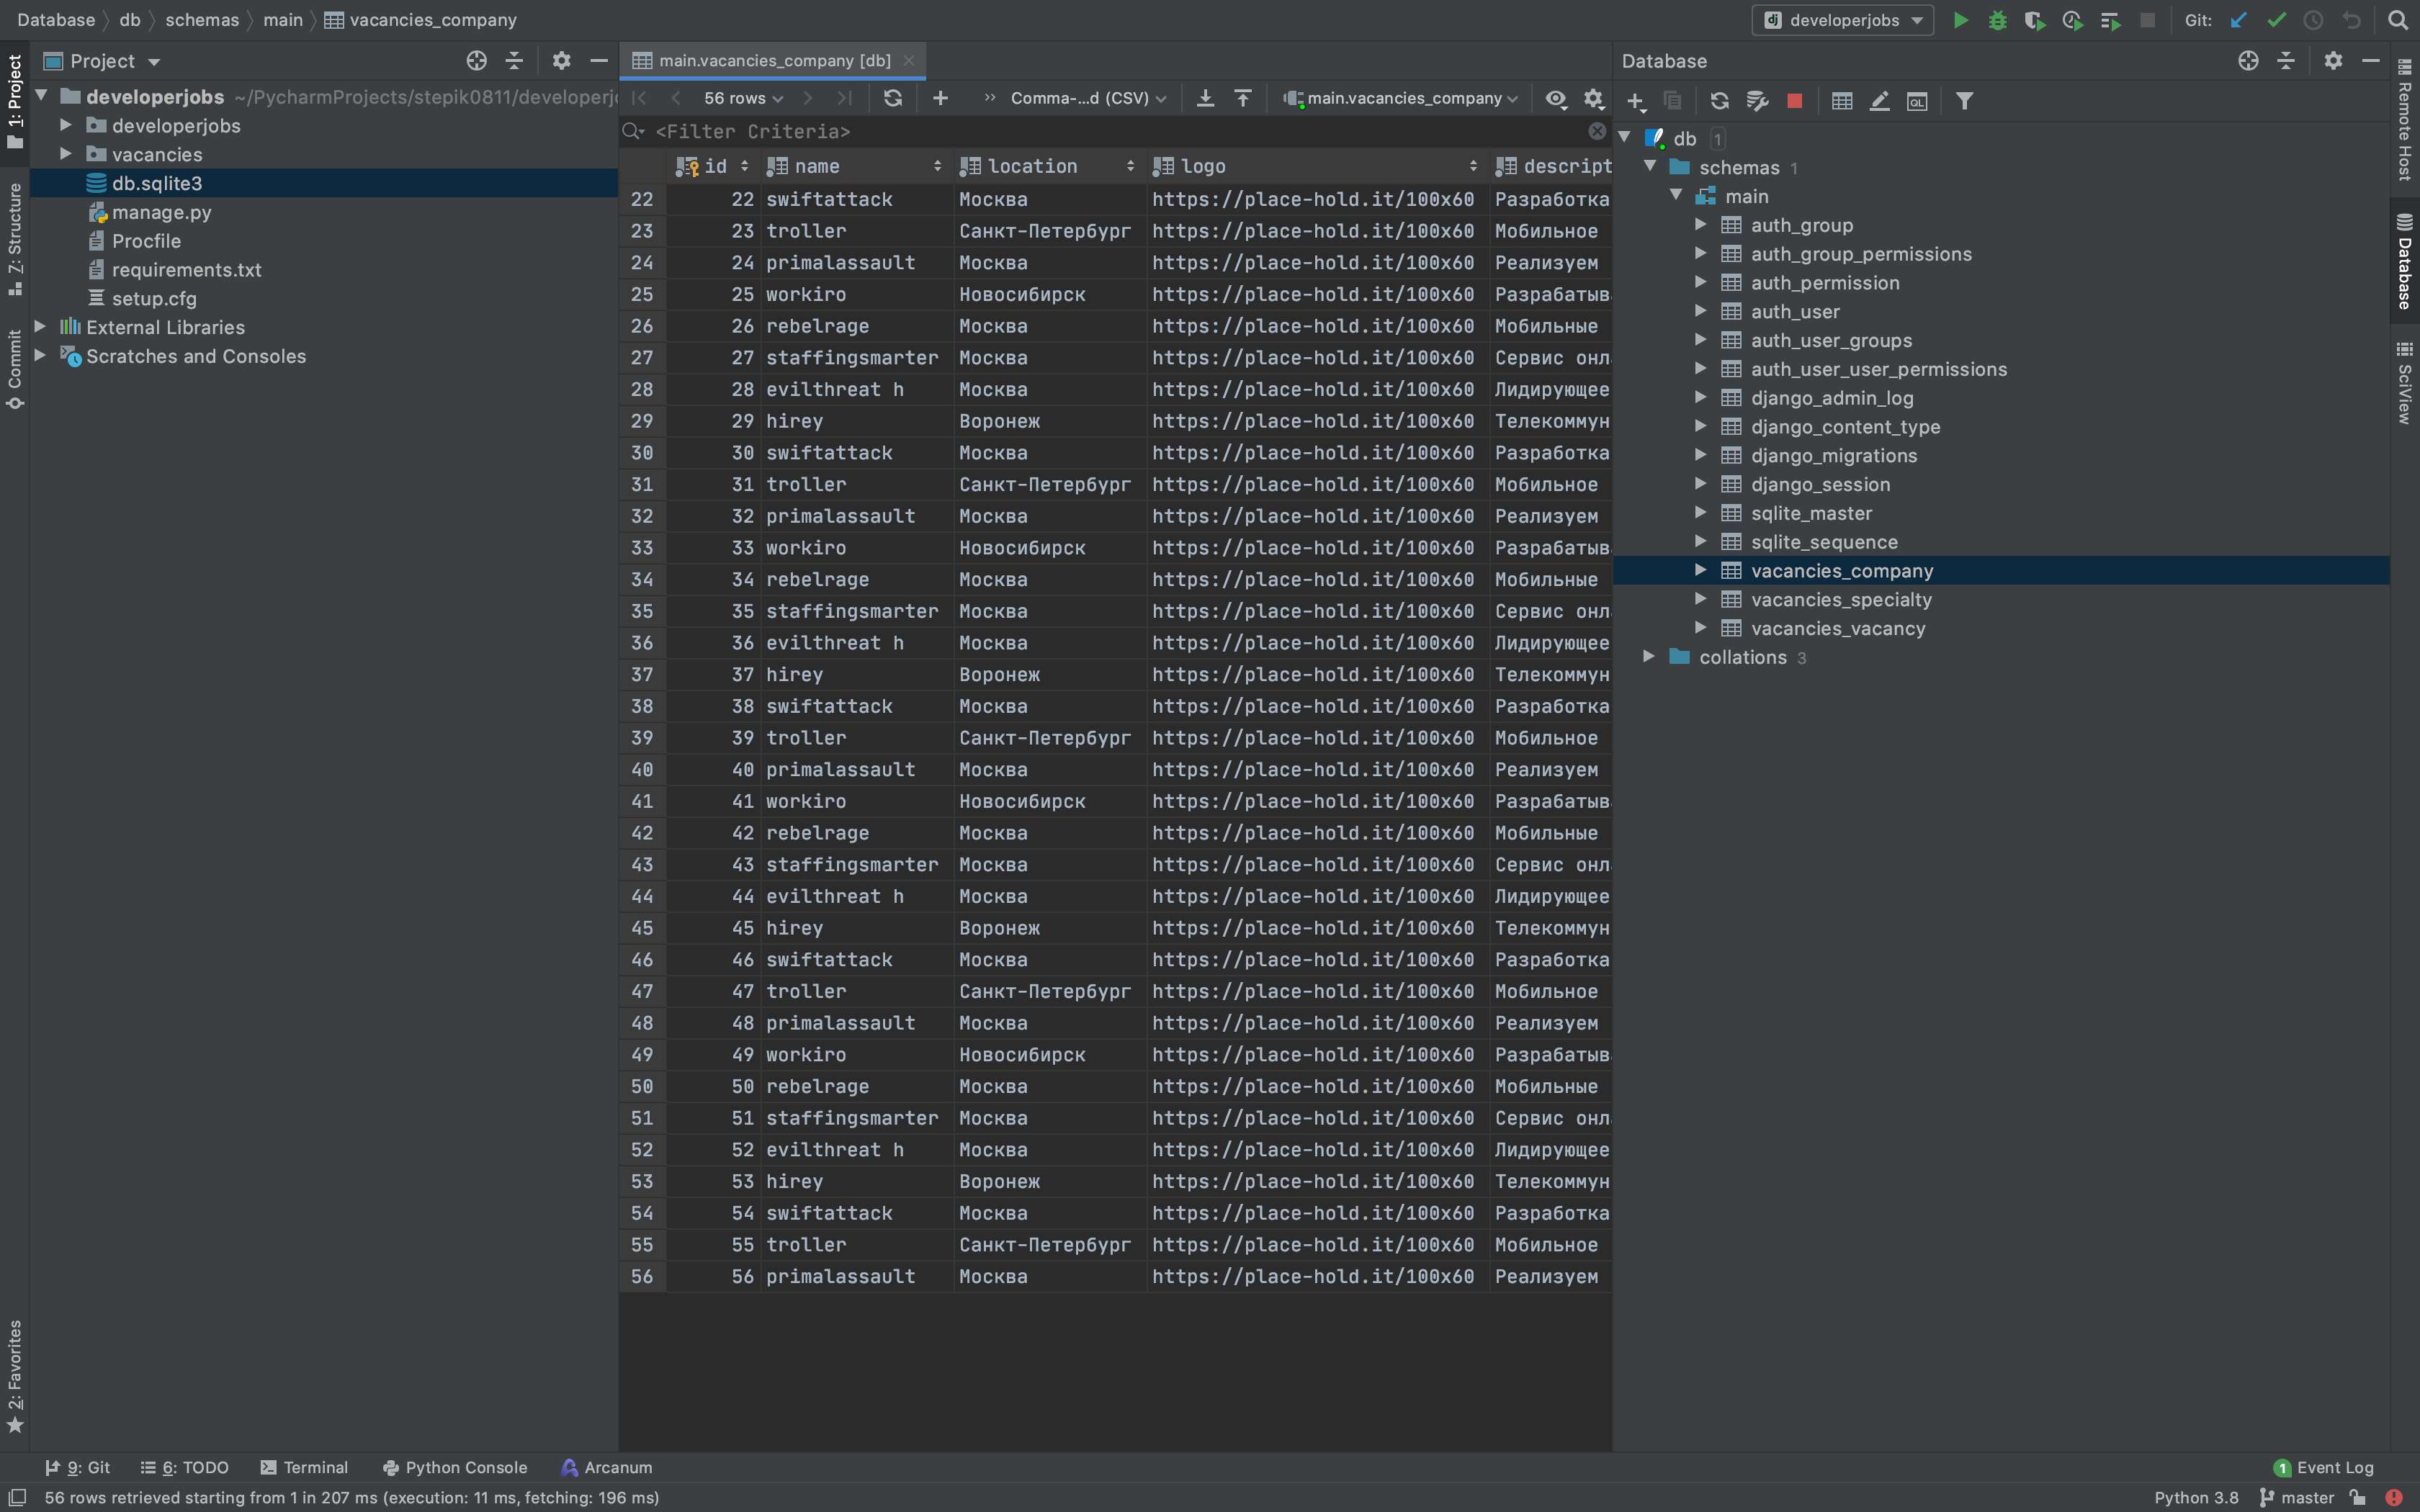 Database db schemas main vacancies_company
developerjobs
Git:
1: Project
Z: Structure
Commit
2: Favorites
Project
developerjobs ~/PycharmProjects/stepik0811/developerj
developerjobs
vacancies
db.sqlite3
manage.py
Procfile
requirements.txt
setup.cfg
External Libraries
Scratches and Consoles
main.vacancies_company [db]
56 rows » Comma-...d (CSV) main.vacancies_company
<Filter Criteria>
id name location logo descript
22 22 swiftattack Москва https://place-hold.it/100x60 Разработка
23 23 troller Санкт-Петербург https://place-hold.it/100x60 Мобильное
24 24 primalassault Москва https://place-hold.it/100x60 Реализуем
25 25 workiro Новосибирск https://place-hold.it/100x60 Разрабатыв
26 26 rebelrage Москва https://place-hold.it/100x60 Мобильные
27 27 staffingsmarter Москва https://place-hold.it/100x60 Сервис онл
28 28 evilthreat h Москва https://place-hold.it/100x60 Лидирующее
29 29 hirey Воронеж https://place-hold.it/100x60 Телекоммун
30 30 swiftattack Москва https://place-hold.it/100x60 Разработка
31 31 troller Санкт-Петербург https://place-hold.it/100x60 Мобильное
32 32 primalassault Москва https://place-hold.it/100x60 Реализуем
33 33 workiro Новосибирск https://place-hold.it/100x60 Разрабатыв
34 34 rebelrage Москва https://place-hold.it/100x60 Мобильные
35 35 staffingsmarter Москва https://place-hold.it/100x60 Сервис онл
36 36 evilthreat h Москва https://place-hold.it/100x60 Лидирующее
37 37 hirey Воронеж https://place-hold.it/100x60 Телекоммун
38 38 swiftattack Москва https://place-hold.it/100x60 Разработка
39 39 troller Санкт-Петербург https://place-hold.it/100x60 Мобильное
40 40 primalassault Москва https://place-hold.it/100x60 Реализуем
41 41 workiro Новосибирск https://place-hold.it/100x60 Разрабатыв
42 42 rebelrage Москва https://place-hold.it/100x60 Мобильные
43 43 staffingsmarter Москва https://place-hold.it/100x60 Сервис онл
44 44 evilthreat h Москва https://place-hold.it/100x60 Лидирующее
45 45 hirey Воронеж https://place-hold.it/100x60 Телекоммун
46 46 swiftattack Москва https://place-hold.it/100x60 Разработка
47 47 troller Санкт-Петербург https://place-hold.it/100x60 Мобильное
48 48 primalassault Москва https://place-hold.it/100x60 Реализуем
49 49 workiro Новосибирск https://place-hold.it/100x60 Разрабатыв
50 50 rebelrage Москва https://place-hold.it/100x60 Мобильные
51 51 staffingsmarter Москва https://place-hold.it/100x60 Сервис онл
52 52 evilthreat h Москва https://place-hold.it/100x60 Лидирующее
53 53 hirey Воронеж https://place-hold.it/100x60 Телекоммун
54 54 swiftattack Москва https://place-hold.it/100x60 Разработка
55 55 troller Санкт-Петербург https://place-hold.it/100x60 Мобильное
56 56 primalassault Москва https://place-hold.it/100x60 Реализуем
Database
QL
db 1
schemas 1
main
auth_group
auth_group_permissions
auth_permission
auth_user
auth_user_groups
auth_user_user_permissions
django_admin_log
django_content_type
django_migrations
django_session
sqlite_master
sqlite_sequence
vacancies_company
vacancies_specialty
vacancies_vacancy
collations 3
Remote Host
Database
SciView
9: Git 6: TODO Terminal Python Console Arcanum 1 Event Log
56 rows retrieved starting from 1 in 207 ms (execution: 11 ms, fetching: 196 ms) Python 3.8 master